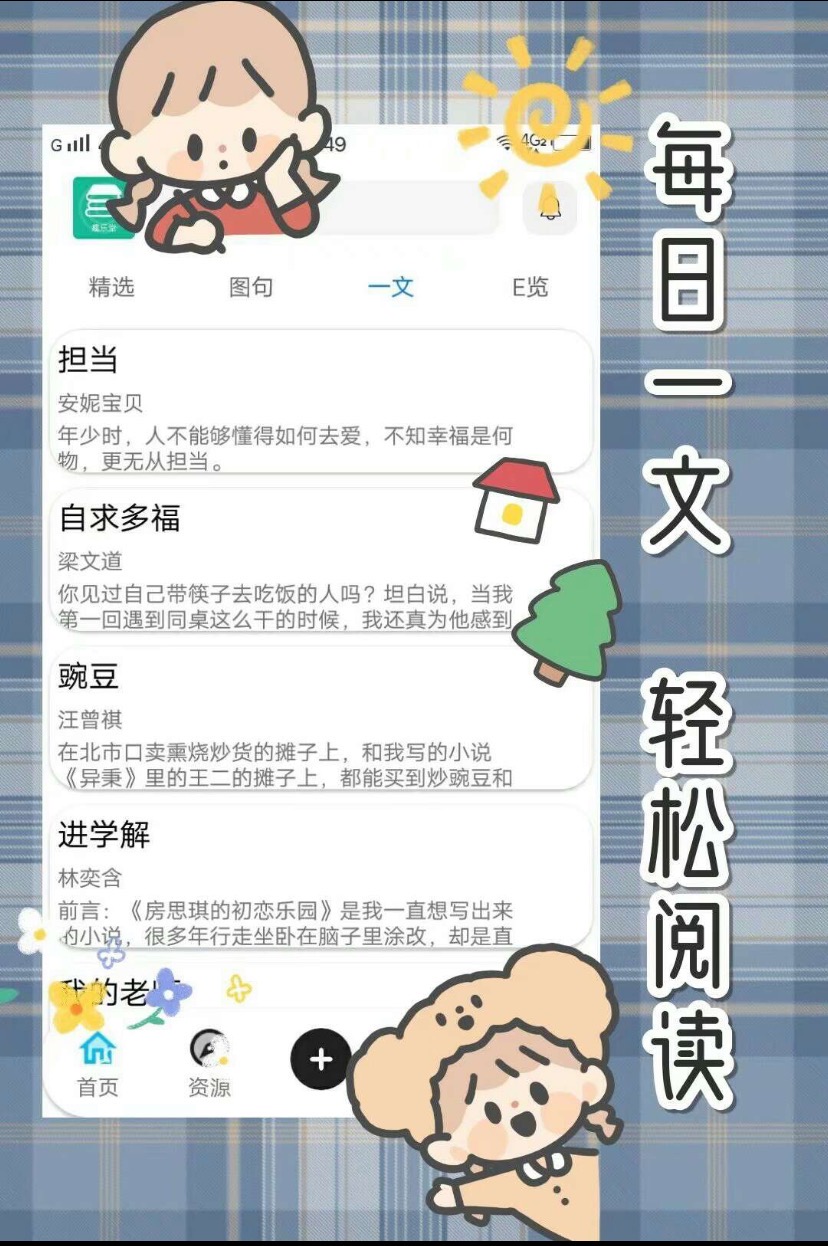 G
49
4G
精选
图句
一文
E览
担当
安妮宝贝
年少时，人不能够懂得如何去爱，不知幸福是何
物，更无从担当。
自求多福
梁文道
你见过自己带筷子去吃饭的人吗？坦白说，当我
第一回遇到同桌这么干的时候，我还真为他感到
豌豆
汪曾祺
在北市口卖熏烧炒货的摊子上，和我写的小说
《异秉》里的王二的摊子上，都能买到炒豌豆和
进学解
林奕含
前言：《房思琪的初恋乐园》是我一直想写出来
的小说，很多年行走坐卧在脑子里涂改，却是直
我的老
首页
资源
每日一文
轻松阅读